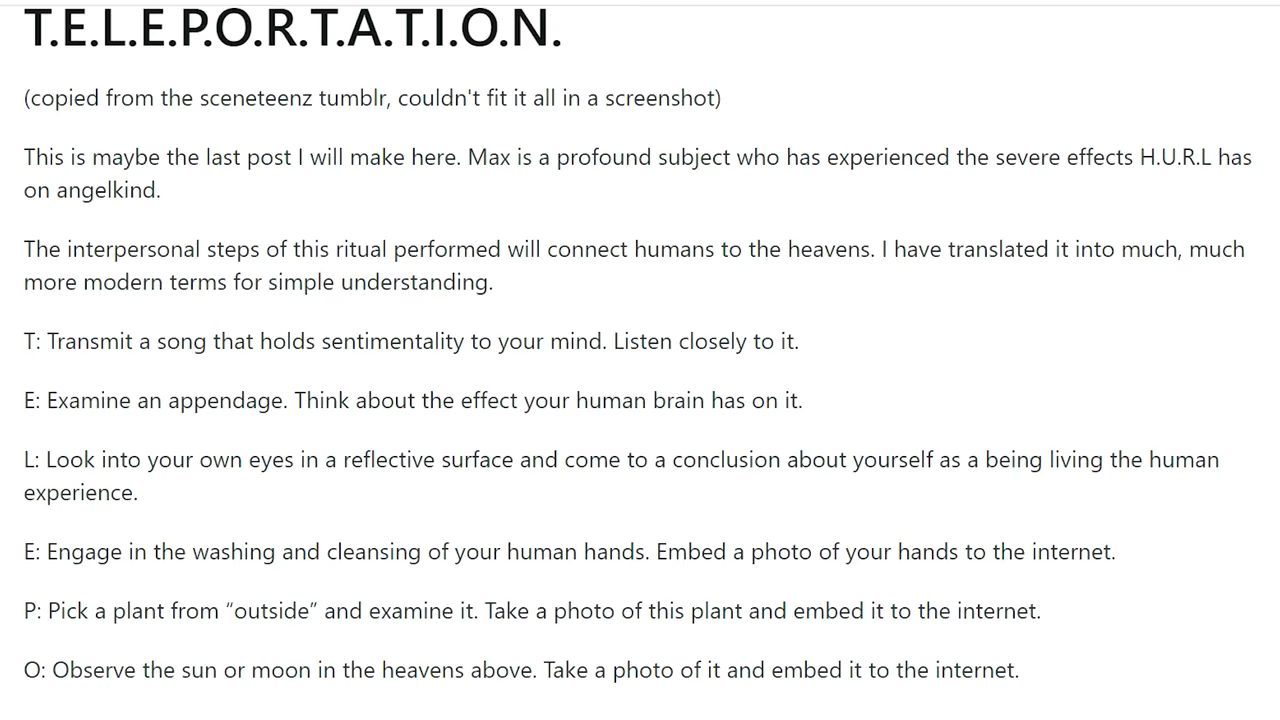 T.E.L.E.P.O.R.T.A.T.I.O.N.
(copied from the sceneteenz tumblr, couldn't fit it all in a screenshot)
This is maybe the last post I will make here. Max is a profound subject who has experienced the severe effects H.U.R.L has
on angelkind.
The interpersonal steps of this ritual performed will connect humans to the heavens. I have translated it into much, much
more modern terms for simple understanding.
T: Transmit a song that holds sentimentality to your mind. Listen closely to it.
E: Examine an appendage. Think about the effect your human brain has on it.
L: Look into your own eyes in a reflective surface and come to a conclusion about yourself as a being living the human
experience.
E: Engage in the washing and cleansing of your human hands. Embed a photo of your hands to the internet.
P: Pick a plant from “outside” and examine it. Take a photo of this plant and embed it to the internet.
O: Observe the sun or moon in the heavens above. Take a photo of it and embed it to the internet.